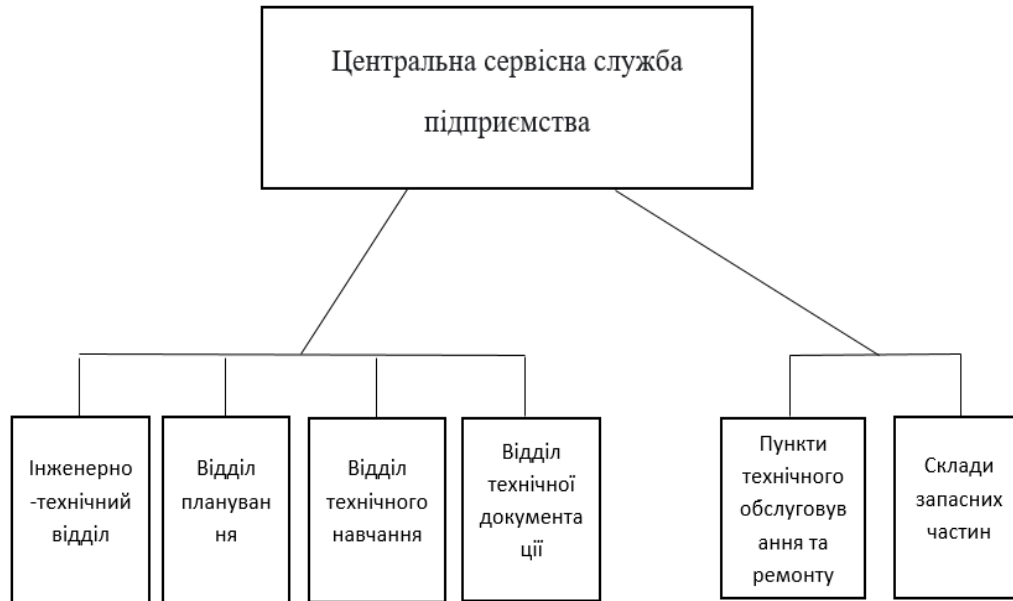 Центральна сервісна служба
підприємства
Інженерно
-технічний
відділ
Відділ
плануван
ня
Відділ
технічного
навчання
Відділ
технічної
документа
ції
Пункти
технічного
обслуговув
ання та
ремонту
Склади
запасних
частин